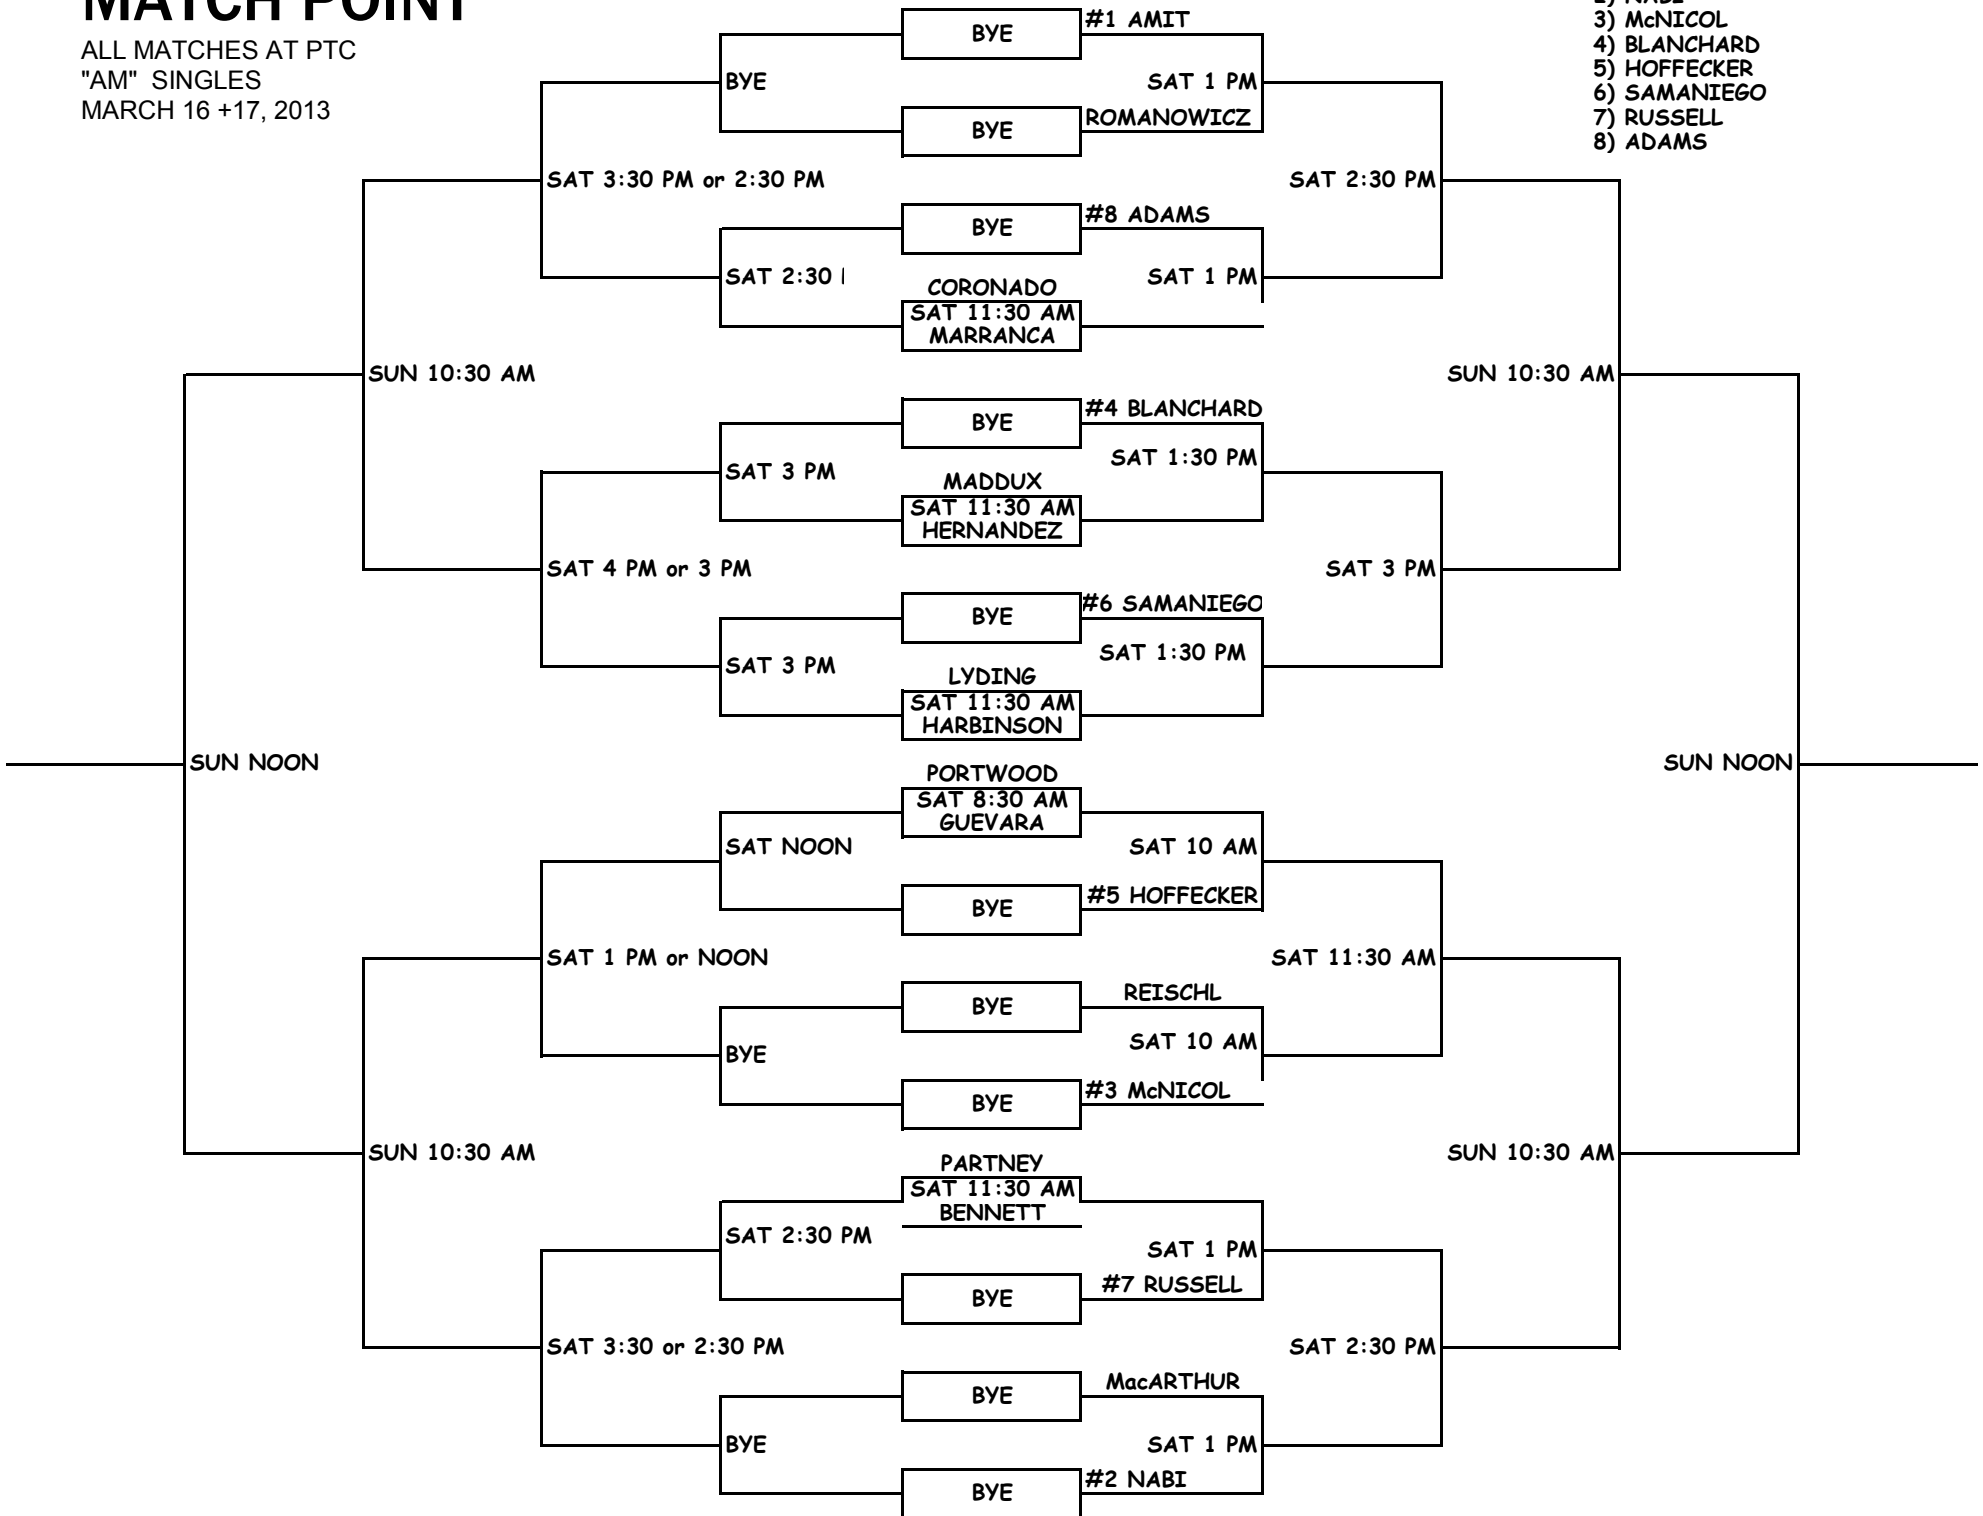 MATCH POINT
ALL MATCHES AT PTC
"AM" SINGLES
MARCH 16 +17, 2013
2) NABI
3) McNICOL
4) BLANCHARD
5) HOFFECKER
6) SAMANIEGO
7) RUSSELL
8) ADAMS
BYE
#1 AMIT
BYE
SAT 1 PM
BYE
ROMANOWICZ
SAT 3:30 PM or 2:30 PM
SAT 2:30 PM
BYE
#8 ADAMS
SAT 2:30
SAT 1 PM
CORONADO
SAT 11:30 AM
MARRANCA
SUN 10:30 AM
SUN 10:30 AM
BYE
#4 BLANCHARD
SAT 3 PM
SAT 1:30 PM
MADDUX
SAT 11:30 AM
HERNANDEZ
SAT 4 PM or 3 PM
SAT 3 PM
BYE
#6 SAMANIEGO
SAT 3 PM
SAT 1:30 PM
LYDING
SAT 11:30 AM
HARBINSON
SUN NOON
SUN NOON
PORTWOOD
SAT 8:30 AM
GUEVARA
SAT NOON
SAT 10 AM
BYE
#5 HOFFECKER
SAT 1 PM or NOON
SAT 11:30 AM
BYE
REISCHL
BYE
SAT 10 AM
BYE
#3 McNICOL
SUN 10:30 AM
SUN 10:30 AM
PARTNEY
SAT 11:30 AM
BENNETT
SAT 2:30 PM
SAT 1 PM
BYE
#7 RUSSELL
SAT 3:30 or 2:30 PM
SAT 2:30 PM
BYE
MacARTHUR
BYE
SAT 1 PM
BYE
#2 NABI